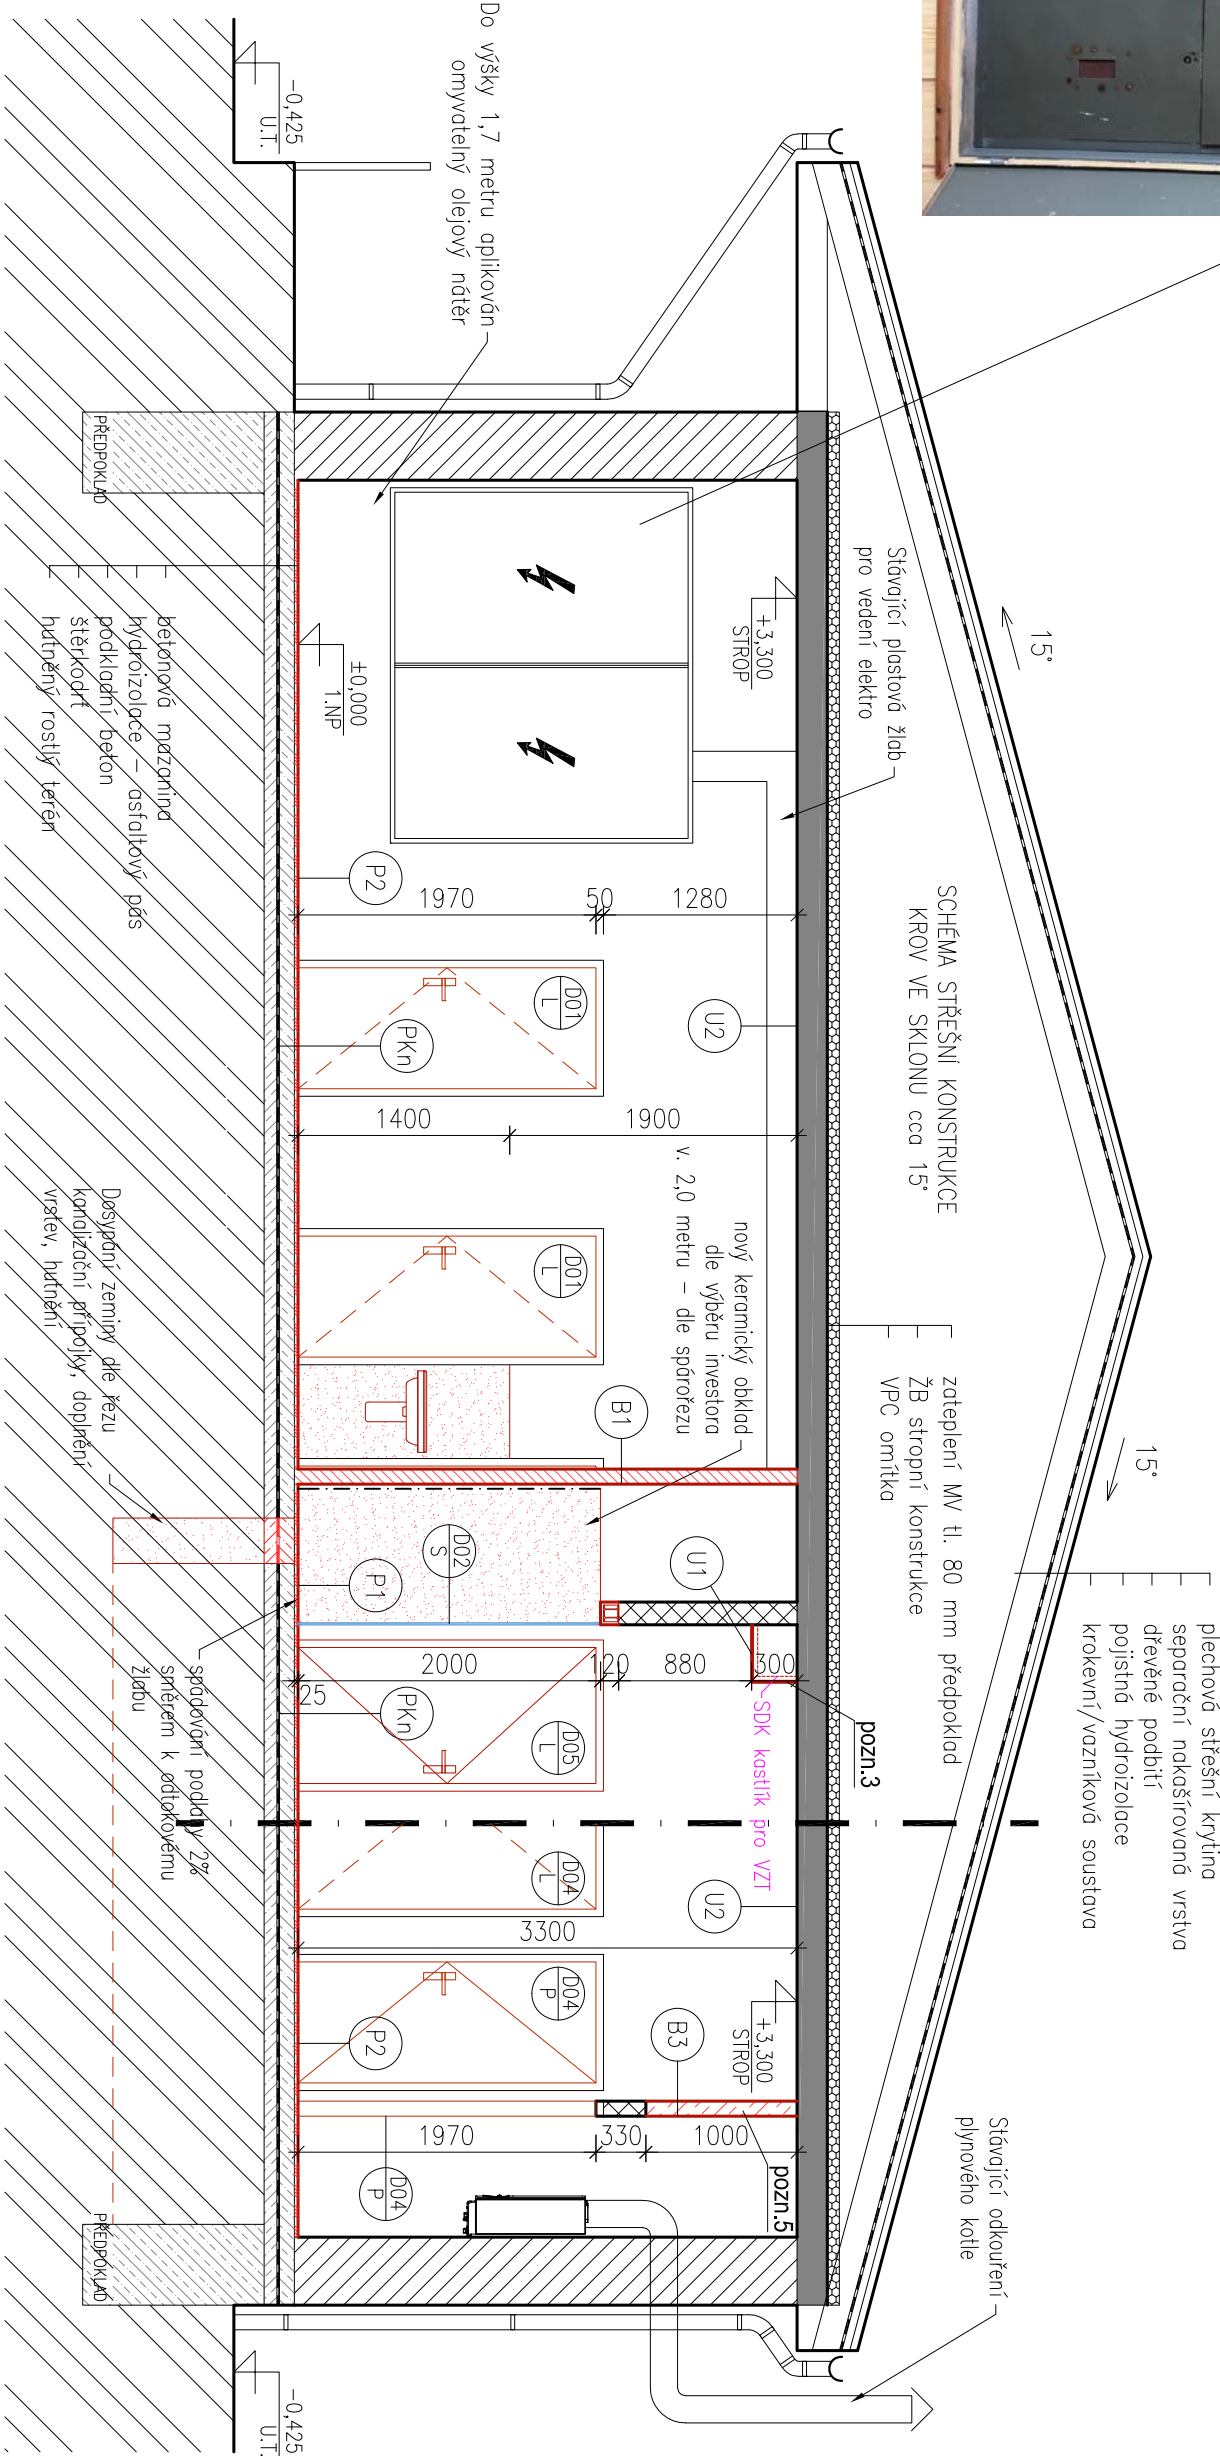 plechová střešní krytina
separační nakašírovaná vrstva
dřevěné podbití
pojistná hydroizolace
krokevní/vazníková soustava
15°
15°
SCHÉMA STŘEŠNÍ KONSTRUKCE
KROV VE SKLONU cca 15°
zateplení MV tl. 80 mm předpoklad
ŽB stropní konstrukce
VPC omítka
Stávající odkouření
plynového kotle
Stávající plastová žlab
pro vedení elektro
+3,300
STROP
U2
U1
pozn.3
SDK kastlík pro VZT
U2
+3,300
STROP
pozn.5
B3
B1
nový keramický obklad
dle výběru investora
v. 2,0 metru – dle spárořezu
Do výšky 1,7 metru aplikován
omyvatelný olejový nátěr
1280
50
1970
1900
1400
300
880
120
2000
25
3300
1000
330
1970
D01
L
D01
L
D02
S
D05
L
D04
L
D04
P
D04
P
±0,000
1.NP
P2
PKn
P1
PKn
P2
-0,425
U.T.
-0,425
U.T.
PŘEDPOKLAD
PŘEDPOKLAD
betonová mazanina
hydroizolace – asfaltový pás
podkladní beton
štěrkodrť
hutněný rostlý terén
Dosypání zeminy dle řezu
kanalizační přípojky, doplnění
vrstev, hutnění
spádování podlahy 2%
směrem k odtokovému
žlabu